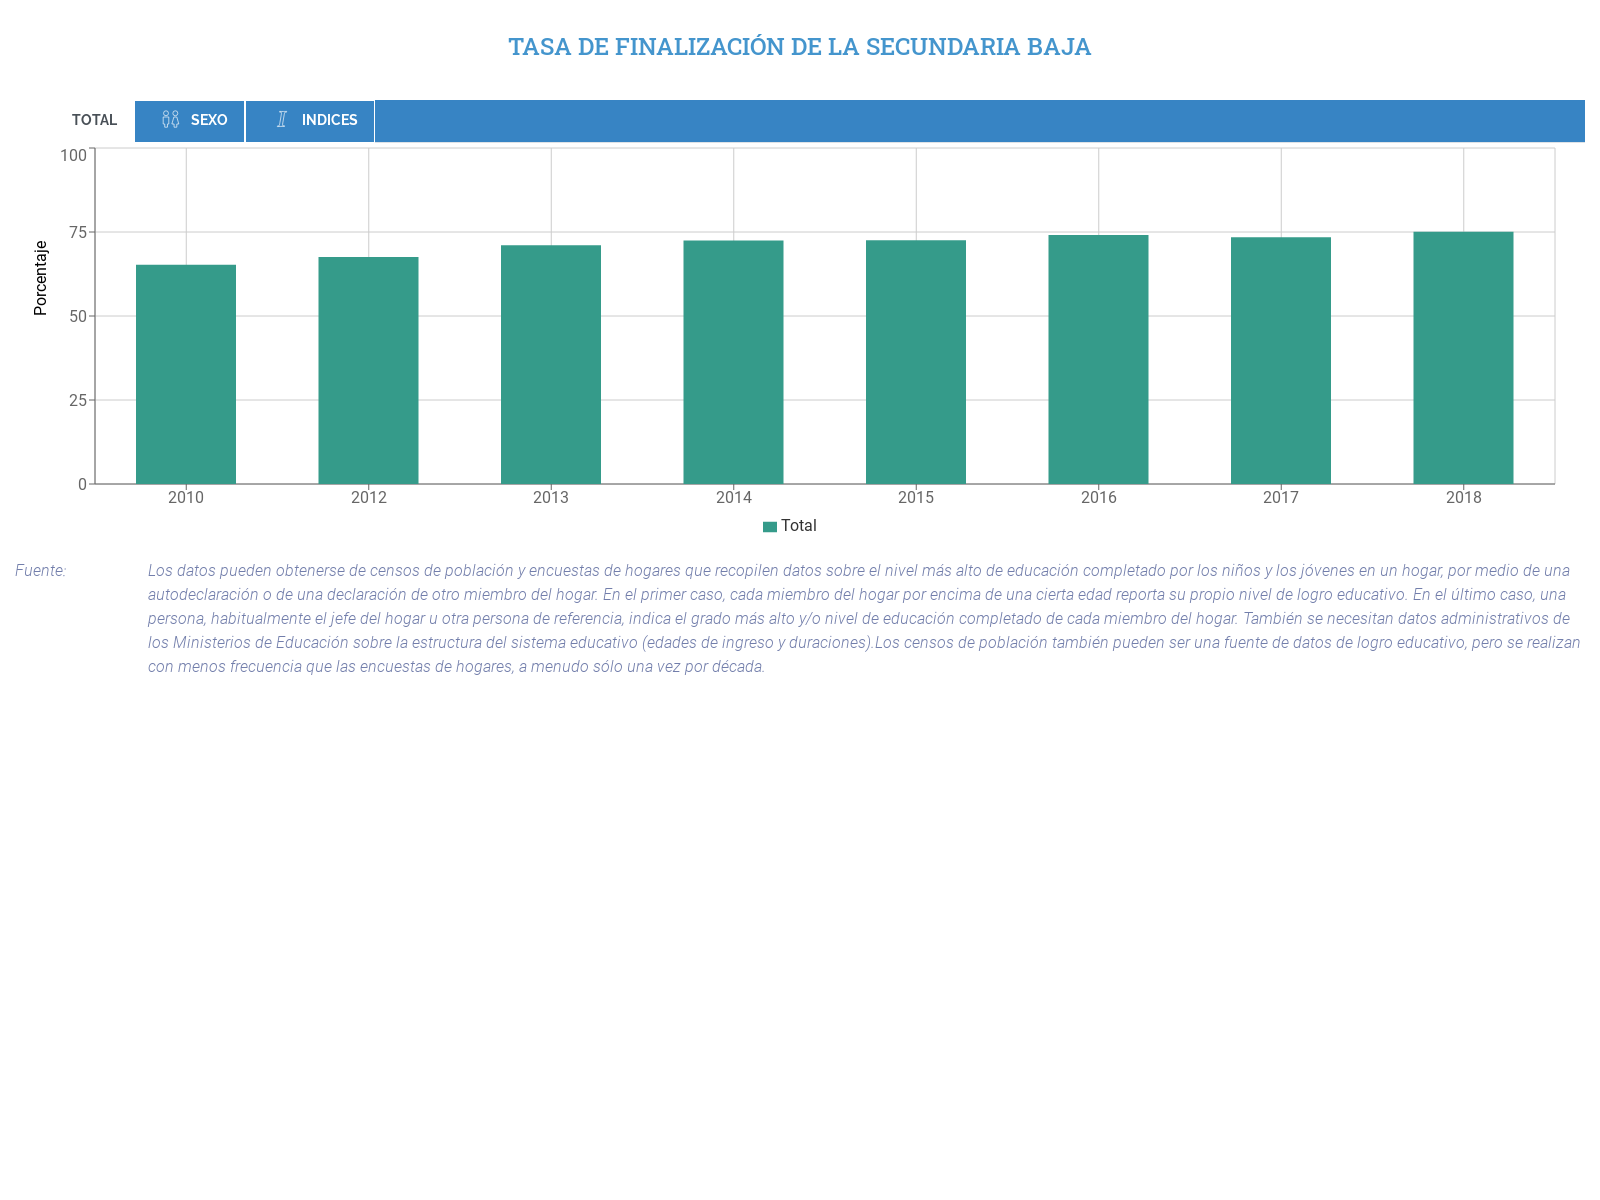 TASA DE FINALIZACIÓN DE LA SECUNDARIA BAJA
TOTAL SEXO INDICES
Porcentaje
100
75
50
25
0
2010 2012 2013 2014 2015 2016 2017 2018
Total
Fuente: Los datos pueden obtenerse de censos de población y encuestas de hogares que recopilen datos sobre el nivel más alto de educación completado por los niños y los jóvenes en un hogar, por medio de una
autodeclaración o de una declaración de otro miembro del hogar. En el primer caso, cada miembro del hogar por encima de una cierta edad reporta su propio nivel de logro educativo. En el último caso, una
persona, habitualmente el jefe del hogar u otra persona de referencia, indica el grado más alto y/o nivel de educación completado de cada miembro del hogar. También se necesitan datos administrativos de
los Ministerios de Educación sobre la estructura del sistema educativo (edades de ingreso y duraciones).Los censos de población también pueden ser una fuente de datos de logro educativo, pero se realizan
con menos frecuencia que las encuestas de hogares, a menudo sólo una vez por década.